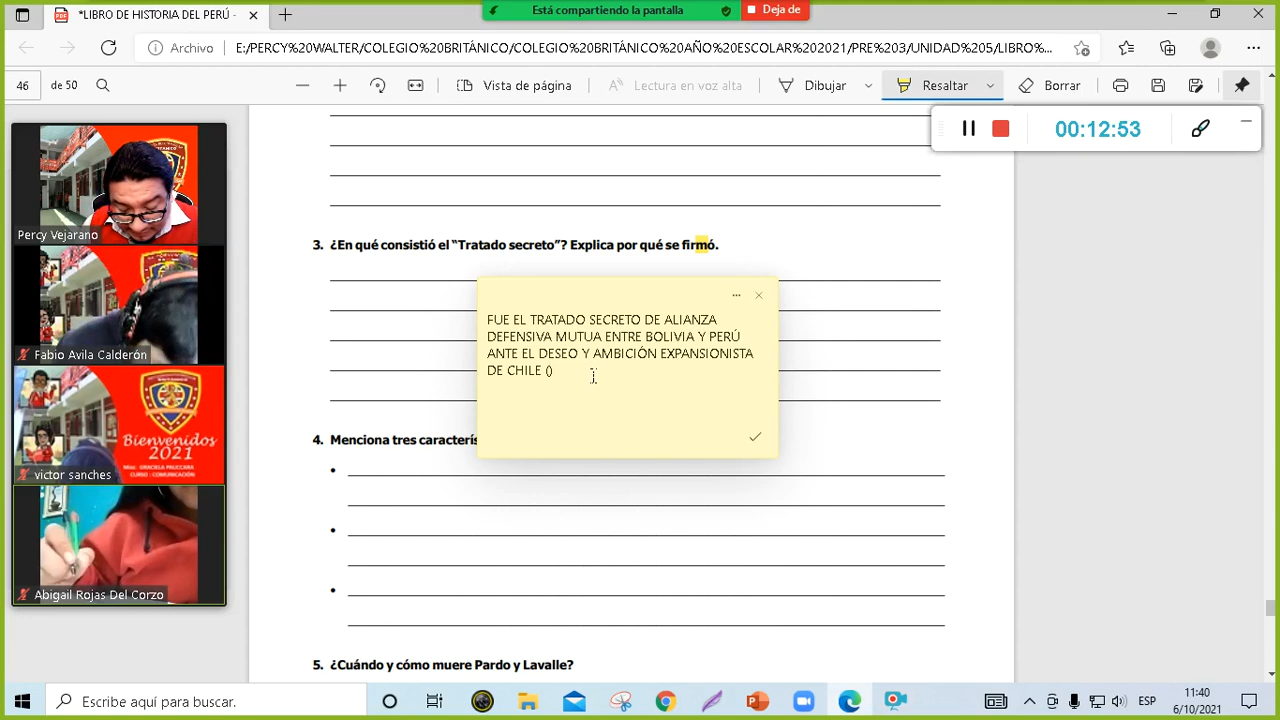 Está compartiendo la pantalla
Deja de
*LIBRO DE HISTORIA DEL PERÚ -
Archivo
E:/PERCY%20WALTER/COLEGIO%20BRITÁNICO/COLEGIO%20BRITÁNICO%20AÑO%20ESCOLAR%202021/PRE%203/UNIDAD%205/LIBRO%...
46 de 50
Vista de página
Lectura en voz alta
Dibujar
Resaltar
Borrar
00:12:53
Percy Vejarano
Fabio Avila Calderón
Bienvenidos
2021
Miss: GRACIELA PAUCCARA
CURSO: COMUNICACIÓN
victor sanches
Abigail Rojas Del Corzo
3. ¿En qué consistió el “Tratado secreto”? Explica por qué se firmó.
FUE EL TRATADO SECRETO DE ALIANZA
DEFENSIVA MUTUA ENTRE BOLIVIA Y PERÚ
ANTE EL DESEO Y AMBICIÓN EXPANSIONISTA
DE CHILE ()
4. Menciona tres caracterís
5. ¿Cuándo y cómo muere Pardo y Lavalle?
Escribe aquí para buscar.
ESP
11:40
6/10/2021